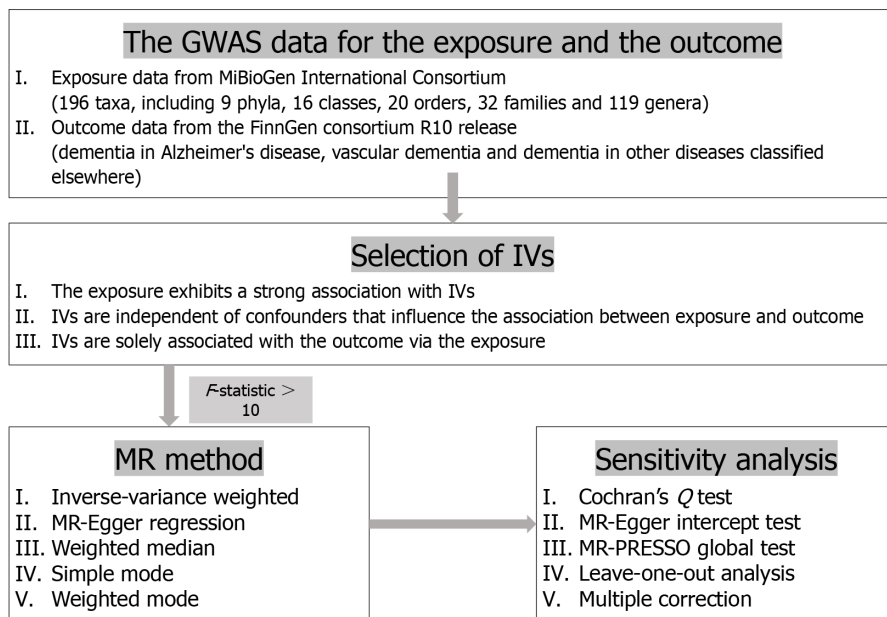 The GWAS data for the exposure and the outcome
I. Exposure data from MiBioGen International Consortium
(196 taxa, including 9 phyla, 16 classes, 20 orders, 32 families and 119 genera)
II. Outcome data from the FinnGen consortium R10 release
(dementia in Alzheimer's disease, vascular dementia and dementia in other diseases classified
elsewhere)
Selection of IVs
I. The exposure exhibits a strong association with IVs
II. IVs are independent of confounders that influence the association between exposure and outcome
III. IVs are solely associated with the outcome via the exposure
F-statistic >
10
MR method
I. Inverse-variance weighted
II. MR-Egger regression
III. Weighted median
IV. Simple mode
V. Weighted mode
Sensitivity analysis
I. Cochran's Q test
II. MR-Egger intercept test
III. MR-PRESSO global test
IV. Leave-one-out analysis
V. Multiple correction